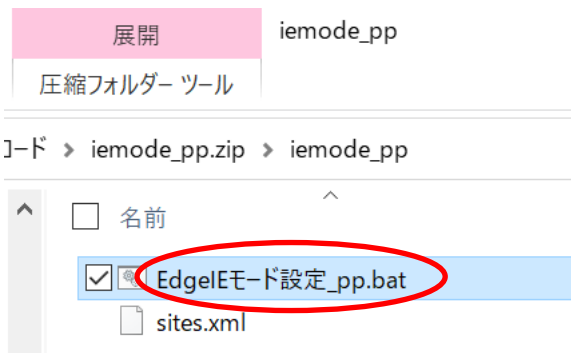 展開
iemode_pp
圧縮フォルダー ツール
ード > iemode_pp.zip > iemode_pp
名前
EdgeIEモード設定_pp.bat
sites.xml